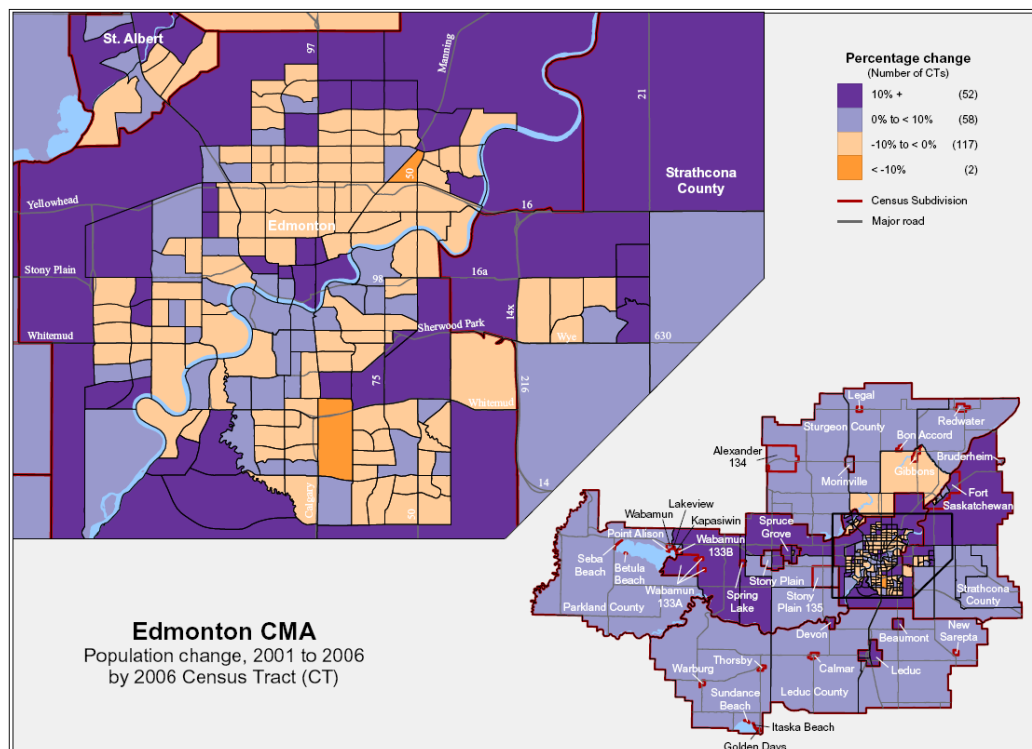 St. Albert
97
Manning
21
50
Yellowhead
16
Strathcona
County
Edmonton
Stony Plain
98
16a
14x
Whitemud
Sherwood Park
Wye
630
75
216
Whitemud
14
Calgary
50
Percentage change
(Number of CTs)
10% + (52)
0% to < 10% (58)
-10% to < 0% (117)
< -10% (2)
Census Subdivision
Major road
Edmonton CMA
Population change, 2001 to 2006
by 2006 Census Tract (CT)
Legal
Sturgeon County
Redwater
Bon Accord
Alexander
134
Bruderheim
Gibbons
Morinville
Fort
Saskatchewan
Lakeview
Wabamun
Kapasiwin
Point Alison
Spruce
Grove
Wabamun
133B
Seba
Beach
Betula
Beach
Stony Plain
Wabamun
133A
Spring
Lake
Stony
Plain 135
Strathcona
County
Parkland County
Devon
Beaumont
New
Sarepta
Thorsby
Calmar
Warburg
Leduc
Sundance
Beach
Leduc County
Itaska Beach
Golden Days